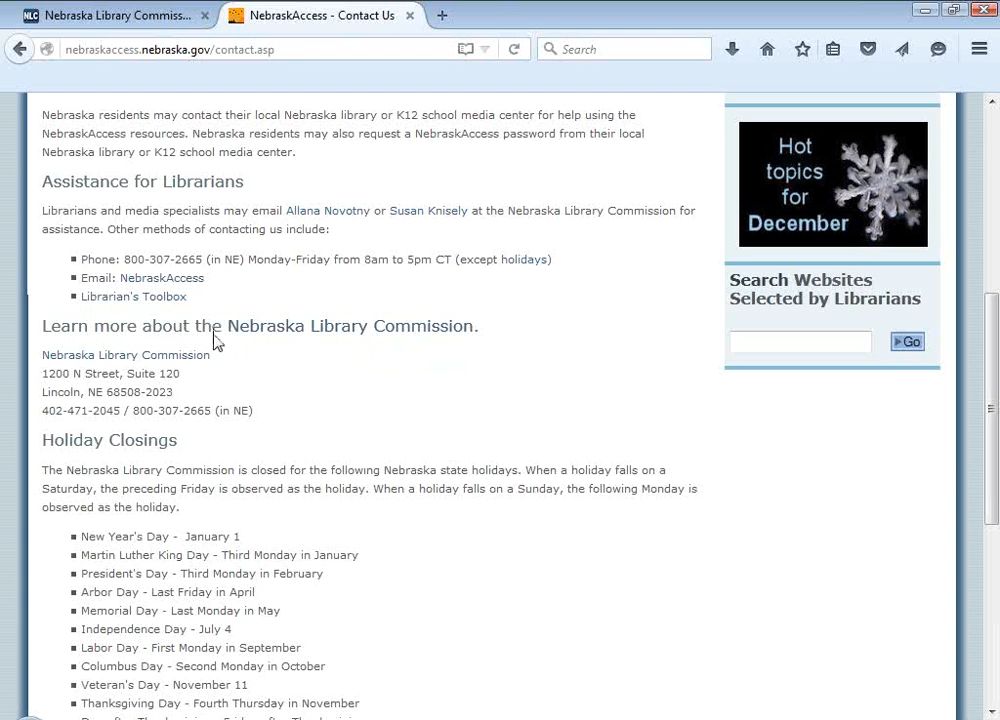 NLC Nebraska Library Commiss... ×
NebraskAccess - Contact Us ×
nebraskaccess.nebraska.gov/contact.asp
Search
Nebraska residents may contact their local Nebraska library or K12 school media center for help using the
NebraskAccess resources. Nebraska residents may also request a NebraskAccess password from their local
Nebraska library or K12 school media center.
Assistance for Librarians
Librarians and media specialists may email Allana Novotny or Susan Knisely at the Nebraska Library Commission for
assistance. Other methods of contacting us include:
Phone: 800-307-2665 (in NE) Monday-Friday from 8am to 5pm CT (except holidays)
Email: NebraskAccess
Librarian's Toolbox
Learn more about the Nebraska Library Commission.
Nebraska Library Commission
1200 N Street, Suite 120
Lincoln, NE 68508-2023
402-471-2045 / 800-307-2665 (in NE)
Holiday Closings
The Nebraska Library Commission is closed for the following Nebraska state holidays. When a holiday falls on a
Saturday, the preceding Friday is observed as the holiday. When a holiday falls on a Sunday, the following Monday is
observed as the holiday.
New Year's Day - January 1
Martin Luther King Day - Third Monday in January
President's Day - Third Monday in February
Arbor Day - Last Friday in April
Memorial Day - Last Monday in May
Independence Day - July 4
Labor Day - First Monday in September
Columbus Day - Second Monday in October
Veteran's Day - November 11
Thanksgiving Day - Fourth Thursday in November
Hot
topics
for
December
Search Websites
Selected by Librarians
Go